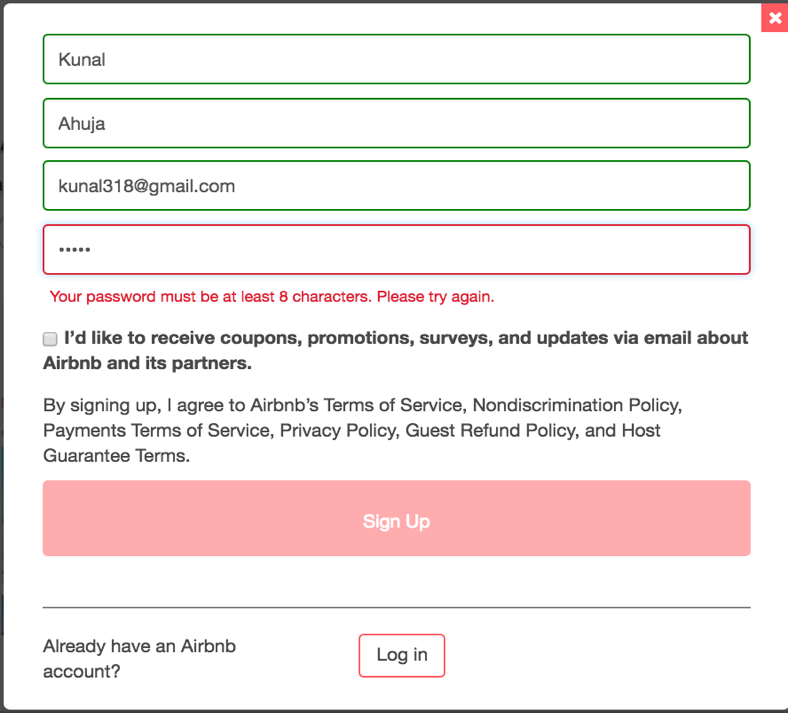 Kunal
Ahuja
kunal318@gmail.com
•••••
Your password must be at least 8 characters. Please try again.
I’d like to receive coupons, promotions, surveys, and updates via email about
Airbnb and its partners.
By signing up, I agree to Airbnb’s Terms of Service, Nondiscrimination Policy,
Payments Terms of Service, Privacy Policy, Guest Refund Policy, and Host
Guarantee Terms.
Sign Up
Already have an Airbnb
account?
Log in